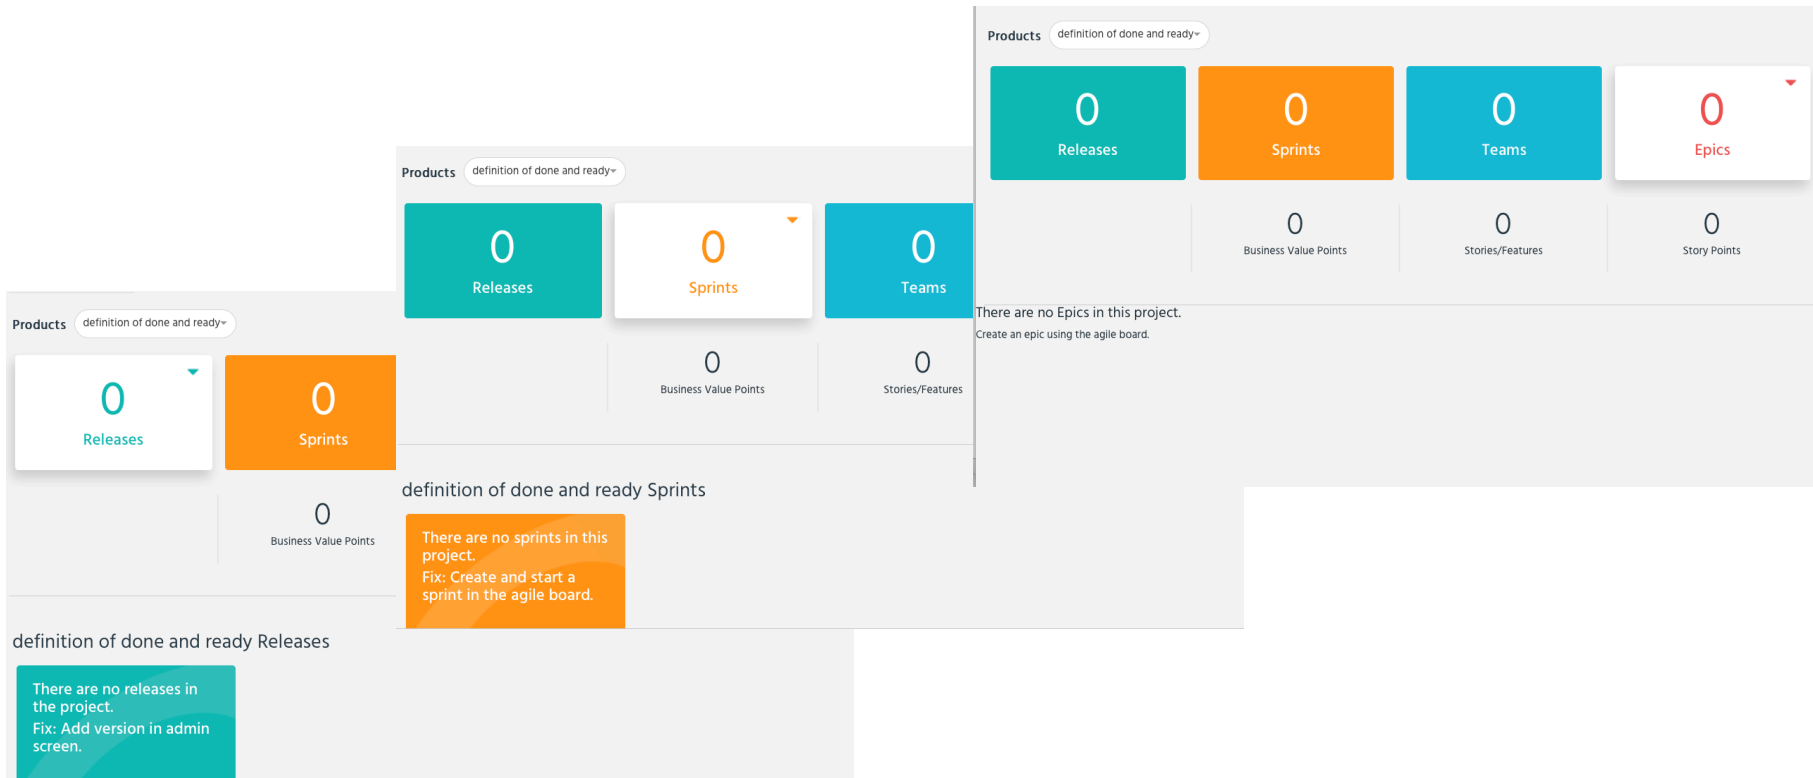 Products definition of done and ready
0
Releases
0
Sprints
0
Business Value Points
definition of done and ready Releases
There are no releases in
the project.
Fix: Add version in admin
screen.
Products definition of done and ready
0
Releases
0
Sprints
0
Teams
0
Business Value Points
0
Stories/Features
definition of done and ready Sprints
There are no sprints in this
project.
Fix: Create and start a
sprint in the agile board.
Products definition of done and ready
0
Releases
0
Sprints
0
Teams
0
Epics
0
Business Value Points
0
Stories/Features
0
Story Points
There are no Epics in this project.
Create an epic using the agile board.